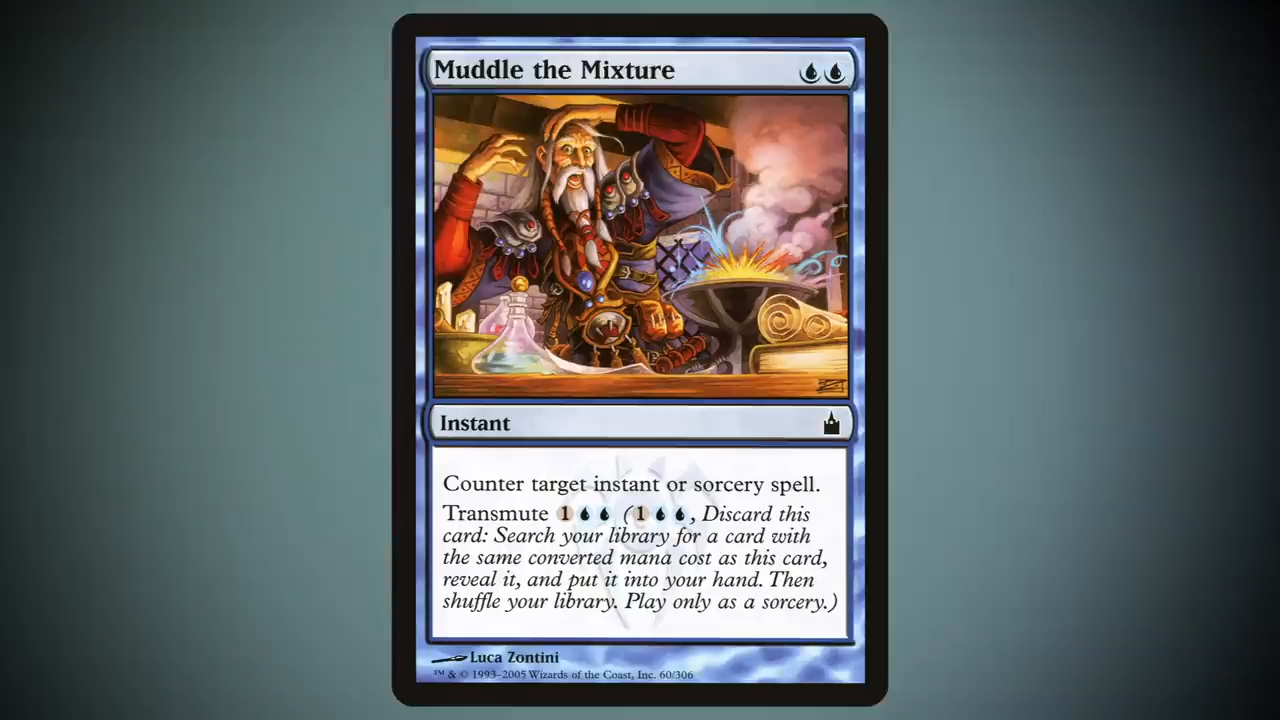 Muddle the Mixture
Instant
Counter target instant or sorcery spell.
Transmute 1 (1 , Discard this
card: Search your library for a card with
the same converted mana cost as this card,
reveal it, and put it into your hand. Then
shuffle your library. Play only as a sorcery.)
Luca Zontini
™ & © 1993–2005 Wizards of the Coast, Inc. 60/306